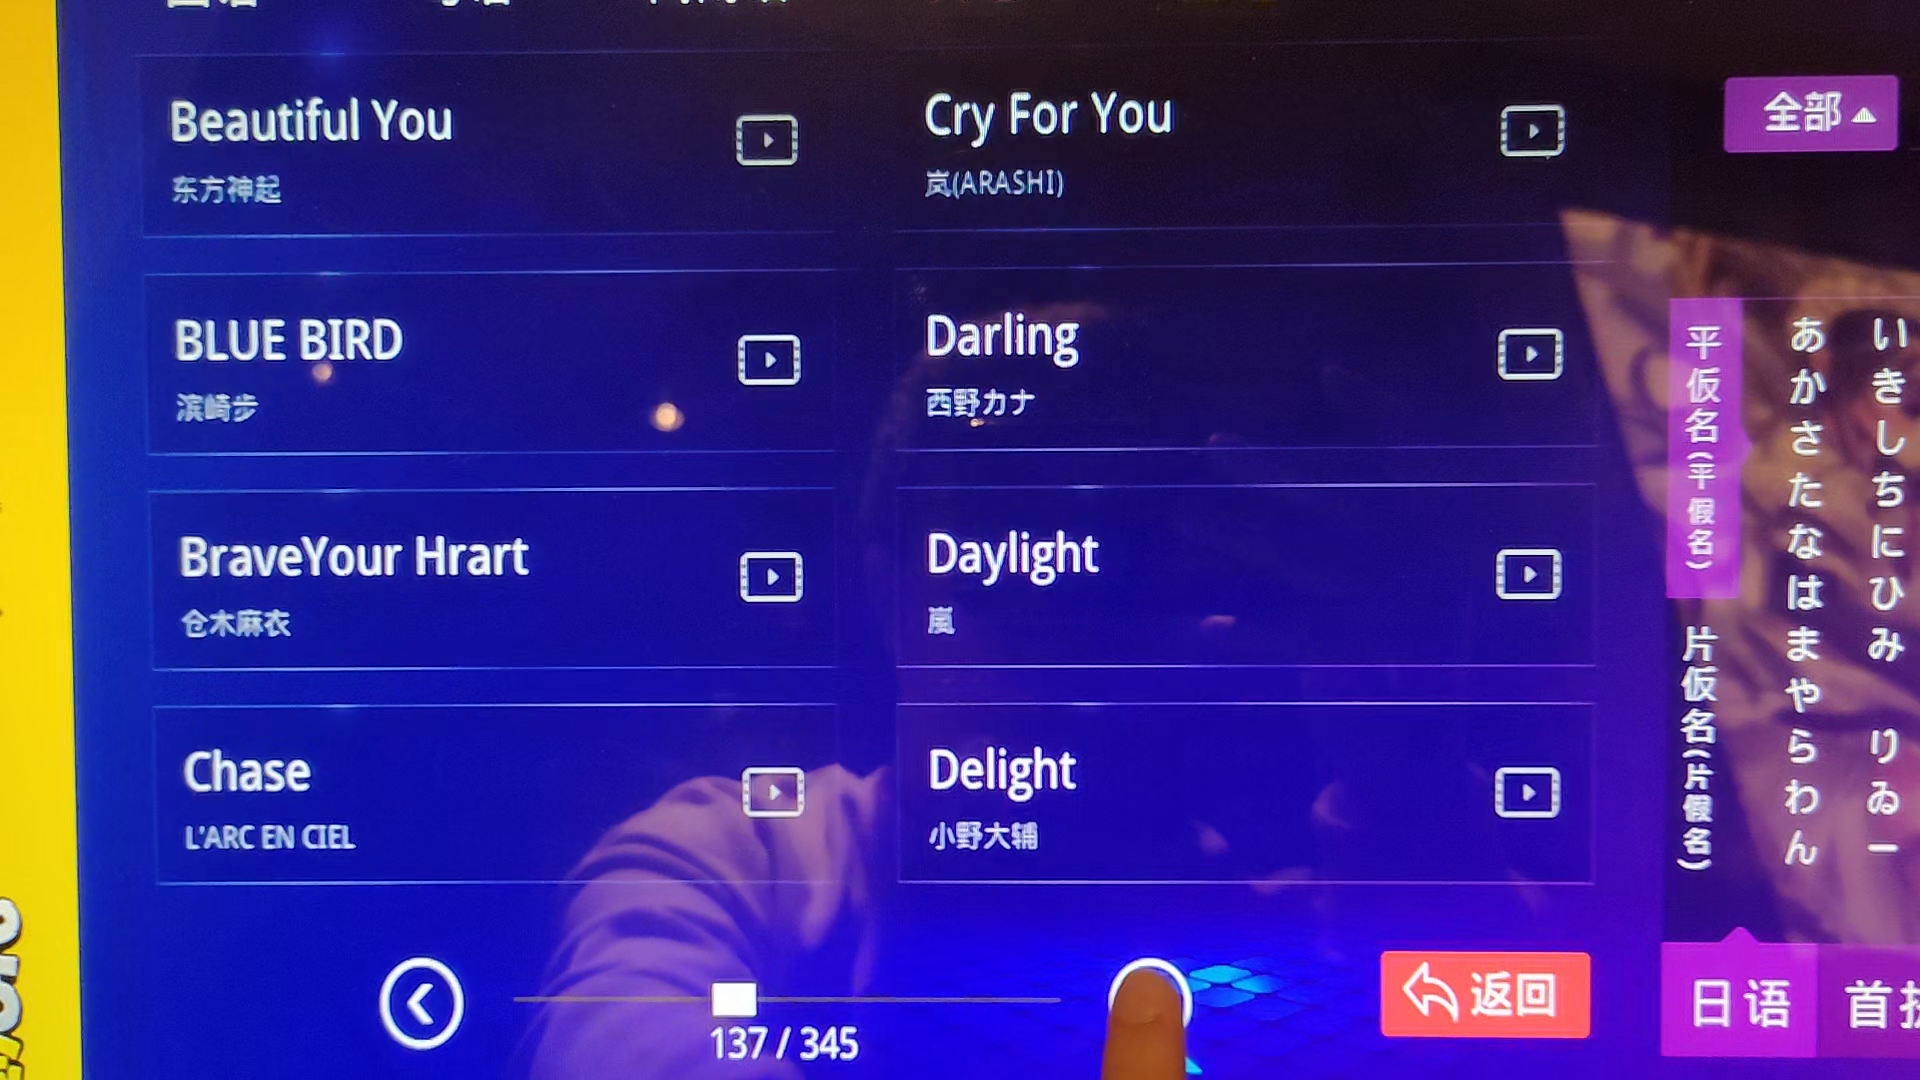 Beautiful You
东方神起
Cry For You
岚(ARASHI)
全部
BLUE BIRD
滨崎步
Darling
西野カナ
BraveYour Hrart
仓木麻衣
Daylight
嵐
Chase
L'ARC EN CIEL
Delight
小野大辅
平仮名(平假名)
片仮名(片假名)
あかさたなはまやらわん
いきしちにひみ りゐー
137 / 345
返回
日语
首